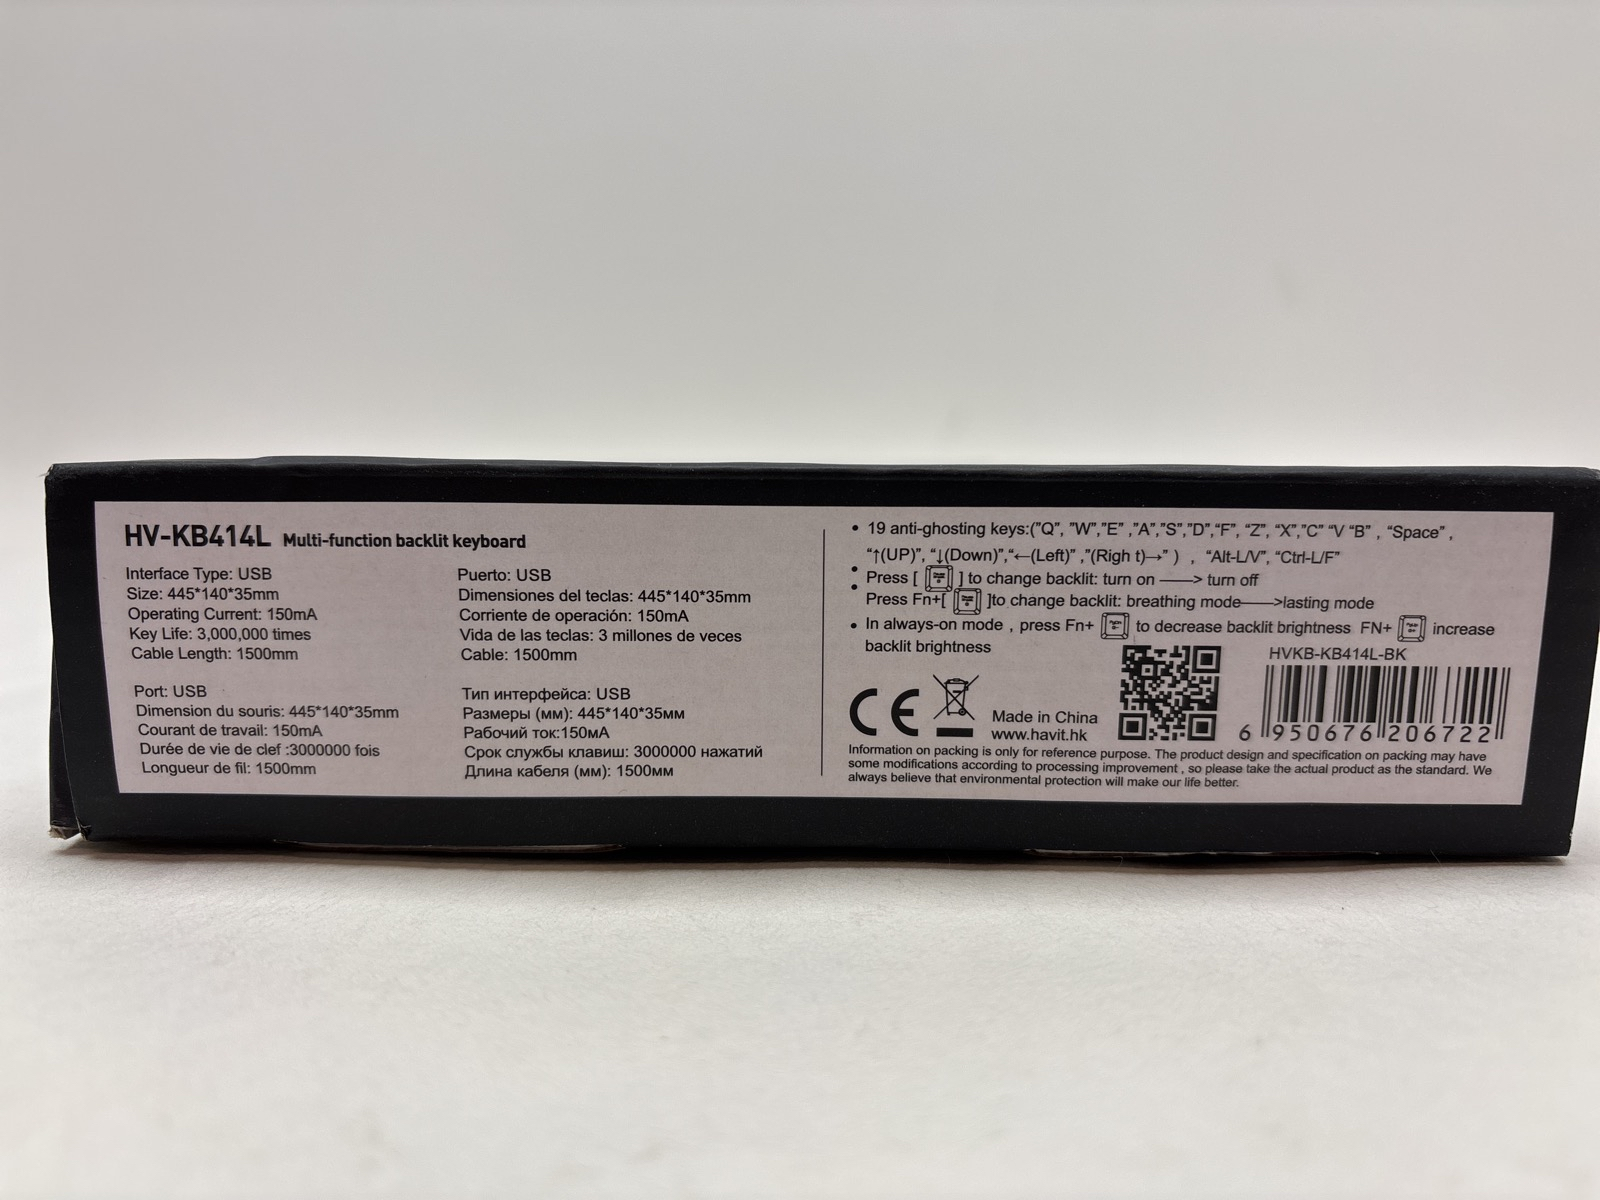 HV-KB414L Multi-function backlit keyboard
Interface Type: USB
Size: 445*140*35mm
Operating Current: 150mA
Key Life: 3,000,000 times
Cable Length: 1500mm
Puerto: USB
Dimensiones del teclas: 445*140*35mm
Corriente de operación: 150mA
Vida de las teclas: 3 millones de veces
Cable: 1500mm
Port: USB
Dimension du souris: 445*140*35mm
Courant de travail: 150mA
Durée de vie de clef :3000000 fois
Longueur de fil: 1500mm
Тип интерфейса: USB
Размеры (мм): 445*140*35мм
Рабочий ток:150мА
Срок службы клавиш: 3000000 нажатий
Длина кабеля (мм): 1500мм
• 19 anti-ghosting keys:("Q", "W","E" ,"A","S","D","F", "Z", "X","C" "V "B" , "Space" ,
"↑(UP)", "↓(Down)","←(Left)" ,"(Righ t)→" ) , "Alt-L/V", "Ctrl-L/F"
• Press [ ] to change backlit: turn on ——> turn off
• Press Fn+[ ]to change backlit: breathing mode——>lasting mode
• In always-on mode , press Fn+ to decrease backlit brightness FN+ increase
backlit brightness
HVKB-KB414L-BK
CE
Made in China
www.havit.hk
6 950676 206722
Information on packing is only for reference purpose. The product design and specification on packing may have
some modifications according to processing improvement , so please take the actual product as the standard. We
always believe that environmental protection will make our life better.